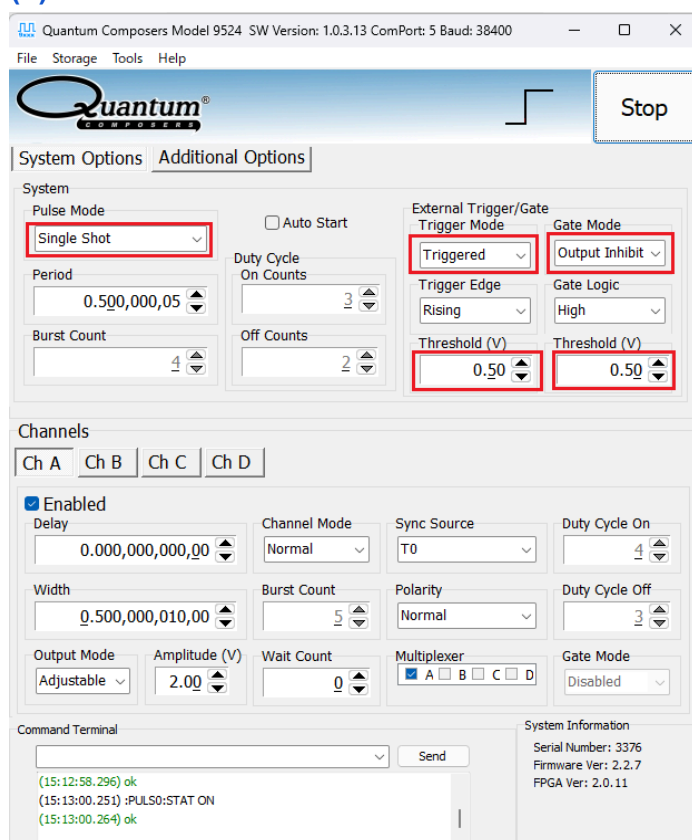 Quantum Composers Model 9524 SW Version: 1.0.3.13 ComPort: 5 Baud: 38400
File Storage Tools Help
Quantum®
COMPOSERS
Stop
System Options Additional Options
System
Pulse Mode
Single Shot
Auto Start
External Trigger/Gate
Trigger Mode Gate Mode
Triggered Output Inhibit
Period
0.500,000,05
Duty Cycle
On Counts
3
Trigger Edge Gate Logic
Rising High
Burst Count
4
Off Counts
2
Threshold (V) Threshold (V)
0.50 0.50
Channels
Ch A Ch B Ch C Ch D
Enabled
Delay Channel Mode Sync Source Duty Cycle On
0.000,000,000,00 Normal T0 4
Width Burst Count Polarity Duty Cycle Off
0.500,000,010,00 5 Normal 3
Output Mode Amplitude (V) Wait Count Multiplexer Gate Mode
Adjustable 2.00 0 A B C D Disabled
Command Terminal
Send
(15:12:58.296) ok
(15:13:00.251) :PULS0:STAT ON
(15:13:00.264) ok
System Information
Serial Number: 3376
Firmware Ver: 2.2.7
FPGA Ver: 2.0.11